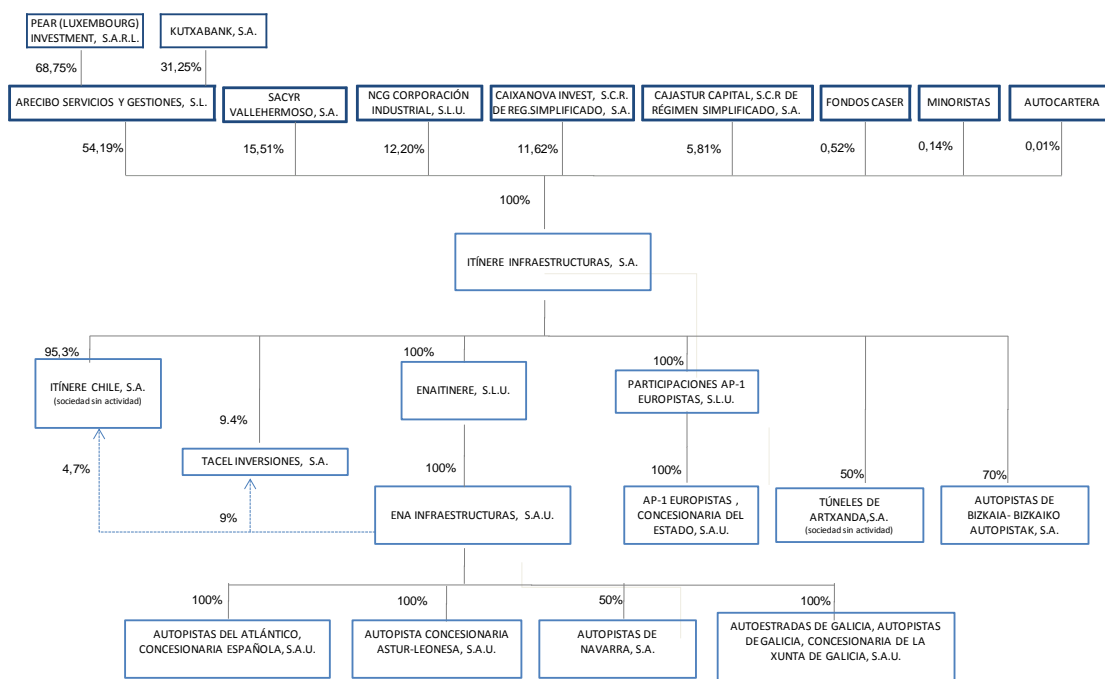 PEAR (LUXEMBOURG)
INVESTMENT, S.A.R.L.
KUTXABANK, S.A.
68,75%
31,25%
ARECIBO SERVICIOS Y GESTIONES, S.L.
SACYR
VALLEHERMOSO, S.A.
NCG CORPORACIÓN
INDUSTRIAL, S.L.U.
CAIXANOVA INVEST, S.C.R.
DE REG.SIMPLIFICADO, S.A.
CAJASTUR CAPITAL, S.C.R DE
RÉGIMEN SIMPLIFICADO, S.A.
FONDOS CASER
MINORISTAS
AUTOCARTERA
54,19%
15,51%
12,20%
11,62%
5,81%
0,52%
0,14%
0,01%
100%
ITÍNERE INFRAESTRUCTURAS, S.A.
95,3%
ITÍNERE CHILE, S.A.
(sociedad sin actividad)
9.4%
TACEL INVERSIONES, S.A.
100%
ENAITINERE, S.L.U.
100%
PARTICIPACIONES AP-1
EUROPISTAS, S.L.U.
4,7%
9%
100%
ENA INFRAESTRUCTURAS, S.A.U.
100%
AP-1 EUROPISTAS ,
CONCESIONARIA DEL
ESTADO, S.A.U.
50%
TÚNELES DE
ARTXANDA,S.A.
(sociedad sin actividad)
70%
AUTOPISTAS DE
BIZKAIA- BIZKAIKO
AUTOPISTAK, S.A.
100%
AUTOPISTAS DEL ATLÁNTICO,
CONCESIONARIA ESPAÑOLA, S.A.U.
100%
AUTOPISTA CONCESIONARIA
ASTUR-LEONESA, S.A.U.
50%
AUTOPISTAS DE
NAVARRA, S.A.
100%
AUTOESTRADAS DE GALICIA, AUTOPISTAS
DE GALICIA, CONCESIONARIA DE LA
XUNTA DE GALICIA, S.A.U.